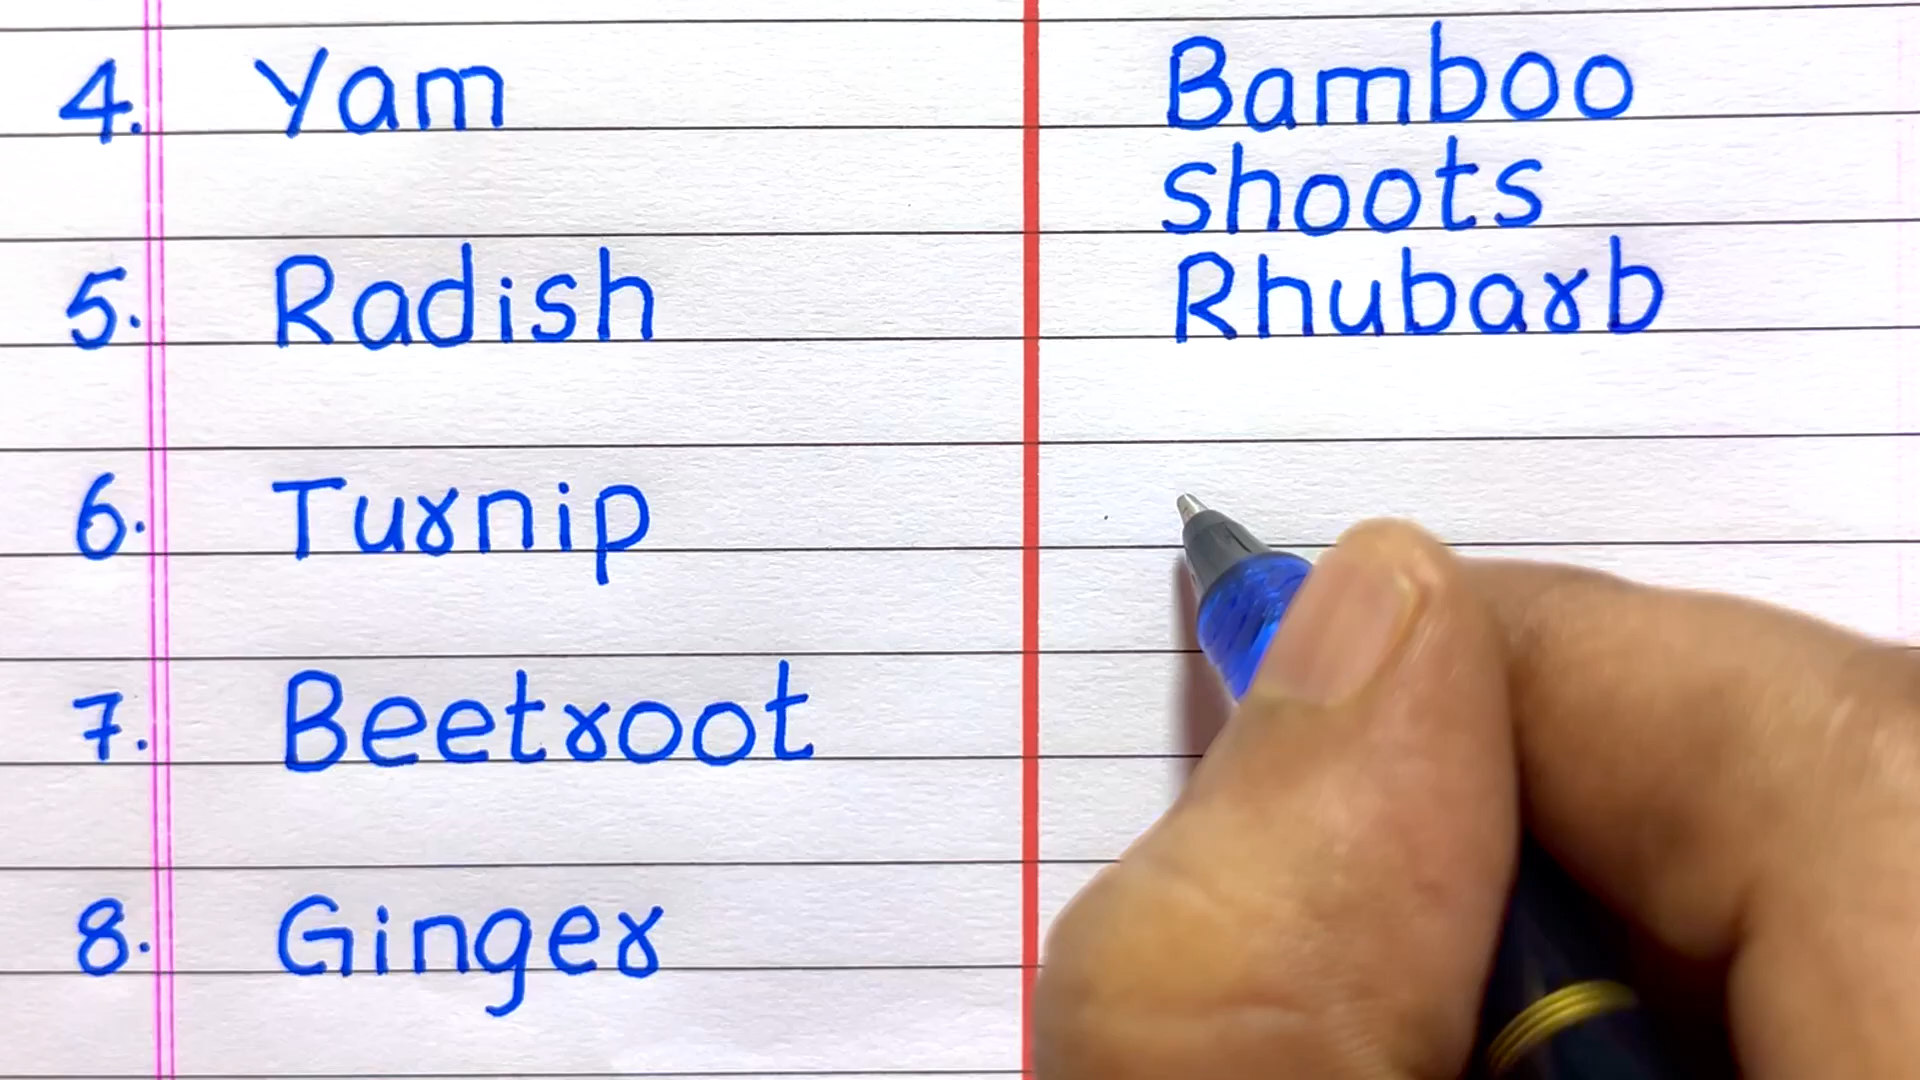 4. Yam Bamboo
shoots
5. Radish Rhubarb
6. Turnip
7. Beetroot
8. Ginger